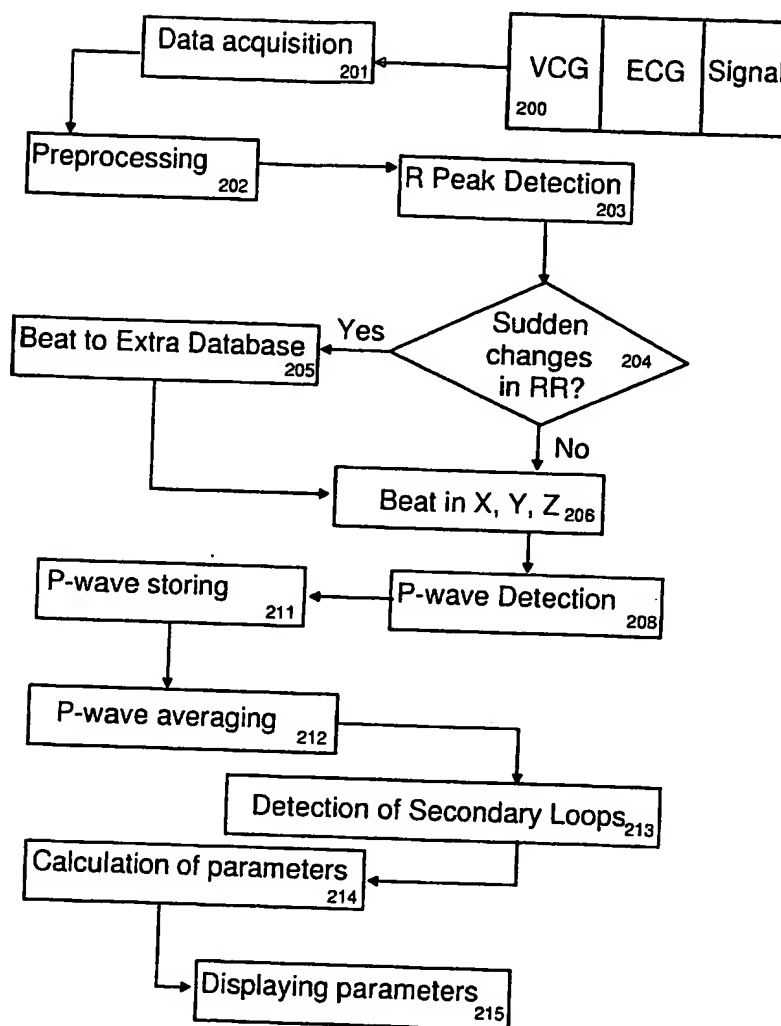 Data acquisition
201
VCG
ECG
Signal
200
Preprocessing
202
R Peak Detection
203
Sudden
changes
in RR?
204
Yes
Beat to Extra Database
205
No
Beat in X, Y, Z
206
P-wave storing
211
P-wave Detection
208
P-wave averaging
212
Detection of Secondary Loops
213
Calculation of parameters
214
Displaying parameters
215